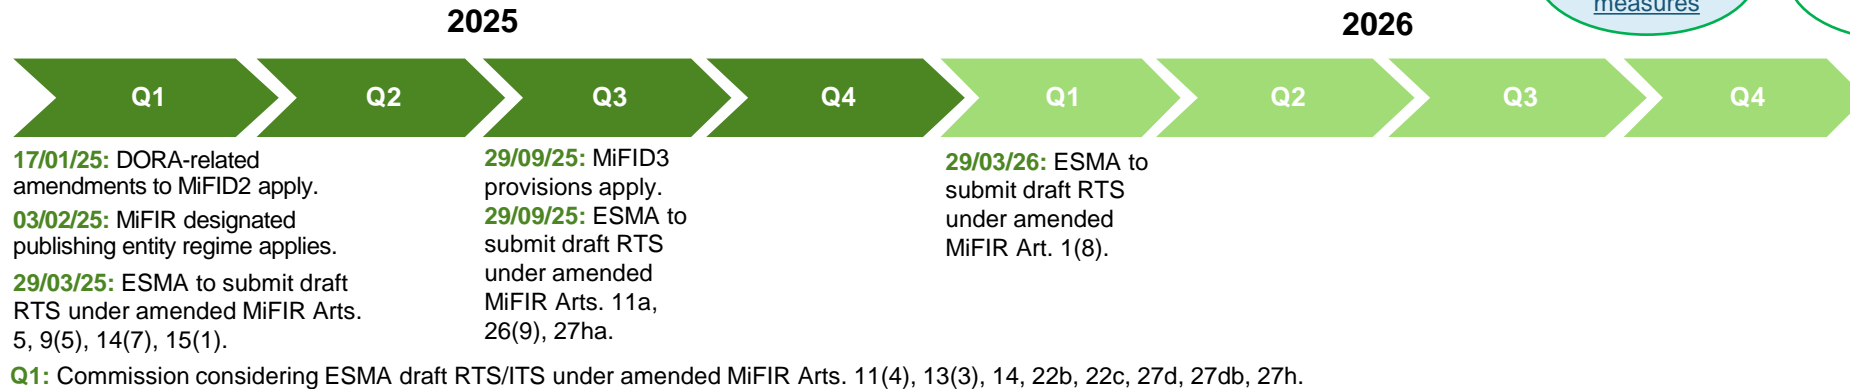 measures
2025
2026
Q1
Q2
Q3
Q4
Q1
Q2
Q3
Q4
17/01/25: DORA-related
amendments to MiFID2 apply.
03/02/25: MiFIR designated
publishing entity regime applies.
29/03/25: ESMA to submit draft
RTS under amended MiFIR Arts.
5, 9(5), 14(7), 15(1).
29/09/25: MiFID3
provisions apply.
29/09/25: ESMA to
submit draft RTS
under amended
MiFIR Arts. 11a,
26(9), 27ha.
29/03/26: ESMA to
submit draft RTS
under amended
MiFIR Art. 1(8).
Q1: Commission considering ESMA draft RTS/ITS under amended MiFIR Arts. 11(4), 13(3), 14, 22b, 22c, 27d, 27db, 27h.